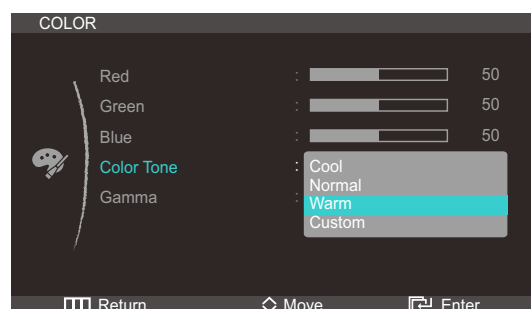 COLOR
Red : 50
Green : 50
Blue : 50
Color Tone : Cool
Normal
Warm
Gamma :
Custom
Return Move Enter